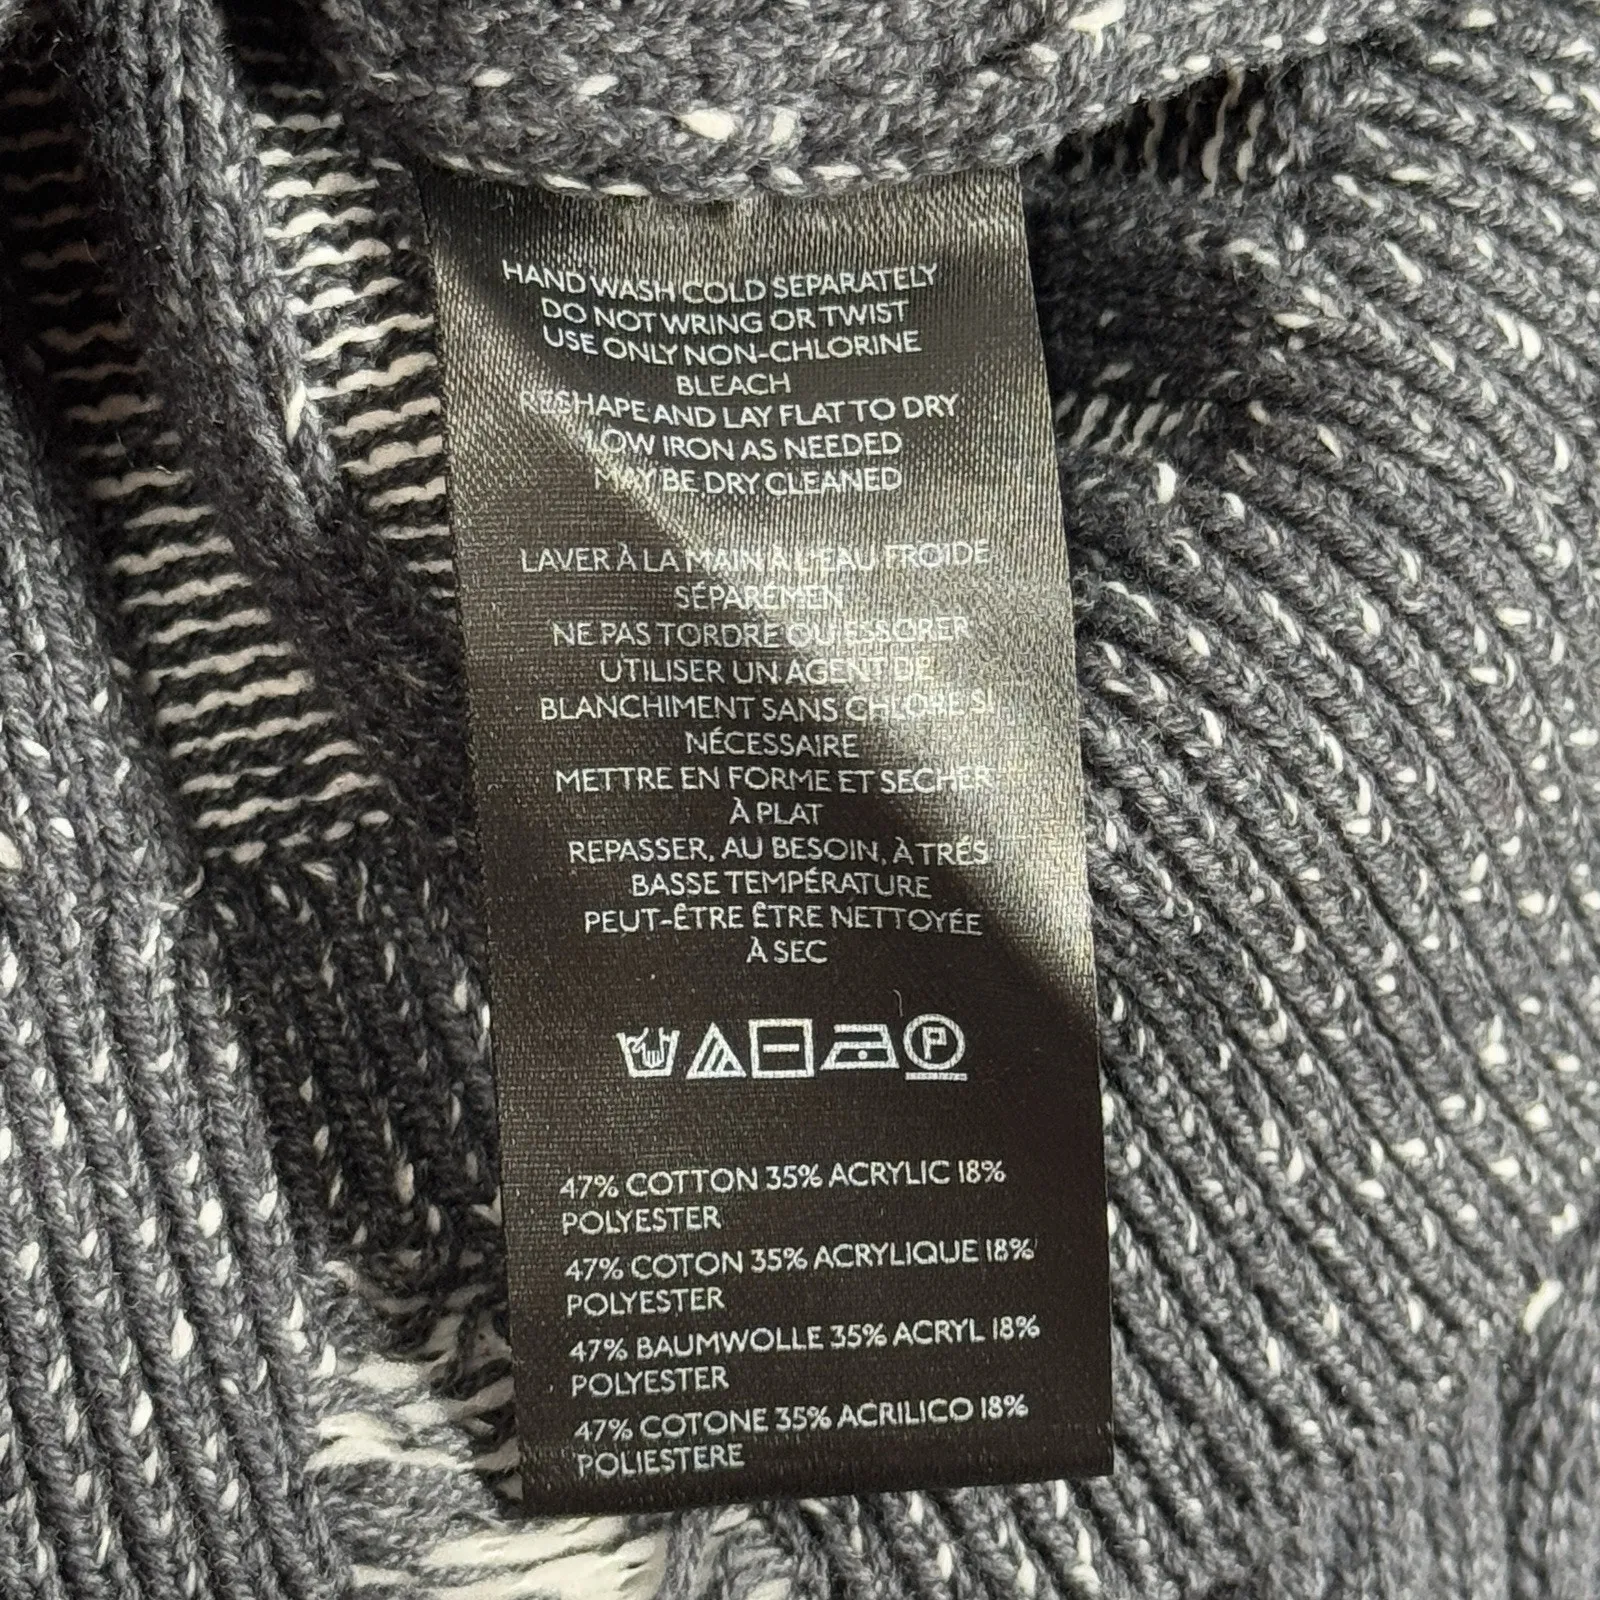 HAND WASH COLD SEPARATELY
DO NOT WRING OR TWIST
USE ONLY NON-CHLORINE
BLEACH
RESHAPE AND LAY FLAT TO DRY
LOW IRON AS NEEDED
MAY BE DRY CLEANED
LAVER À LA MAIN À L'EAU FROIDE
SÉPARÉMEN
NE PAS TORDRE OU ESSORER
UTILISER UN AGENT DE
BLANCHIMENT SANS CHLORE SI
NÉCESSAIRE
METTRE EN FORME ET SECHER
À PLAT
REPASSER, AU BESOIN, À TRÉS
BASSE TEMPÉRATURE
PEUT-ÊTRE ÊTRE NETTOYÉE
À SEC
P
47% COTTON 35% ACRYLIC 18%
POLYESTER
47% COTON 35% ACRYLIQUE 18%
POLYESTER
47% BAUMWOLLE 35% ACRYL 18%
POLYESTER
47% COTONE 35% ACRILICO 18%
POLIESTERE